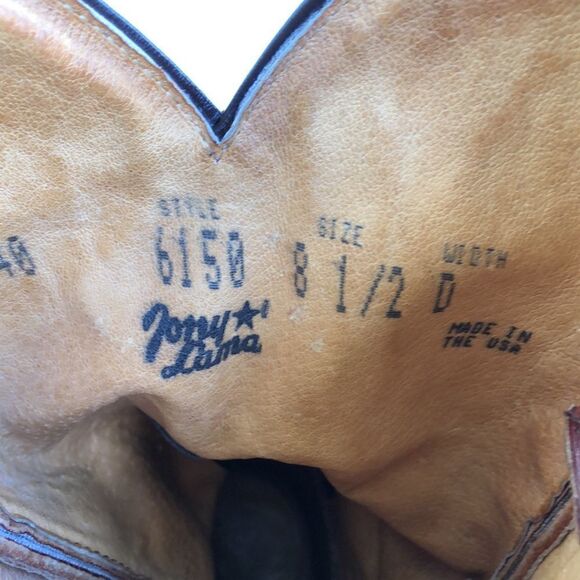 STYLE SIZE WIDTH
6150 8 1/2 D
Tony Lama
MADE IN
THE USA